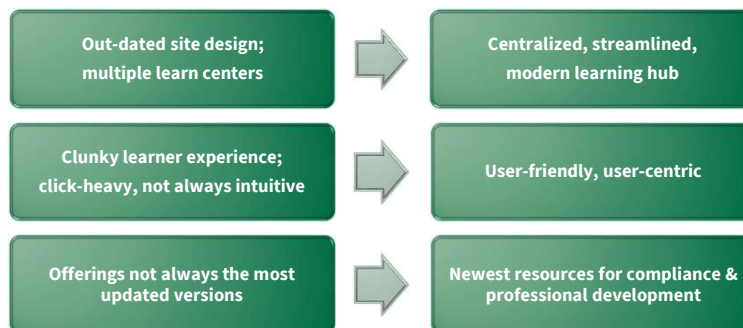 Out-dated site design;
multiple learn centers
Centralized, streamlined,
modern learning hub
Clunky learner experience;
click-heavy, not always intuitive
User-friendly, user-centric
Offerings not always the most
updated versions
Newest resources for compliance &
professional development